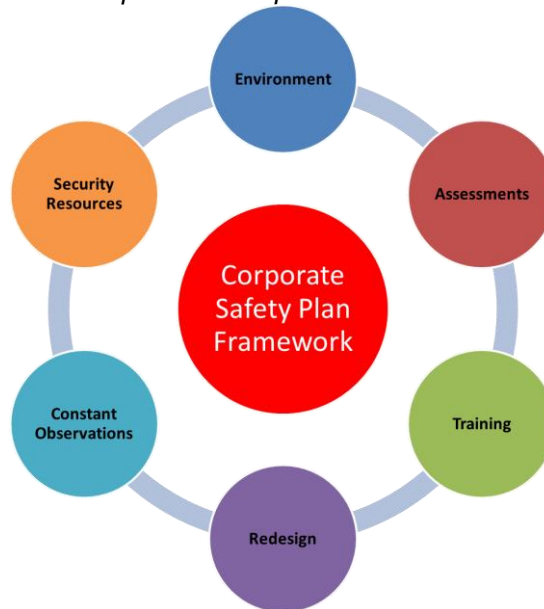 Environment
Security
Resources
Assessments
Corporate
Safety Plan
Framework
Constant
Observations
Training
Redesign